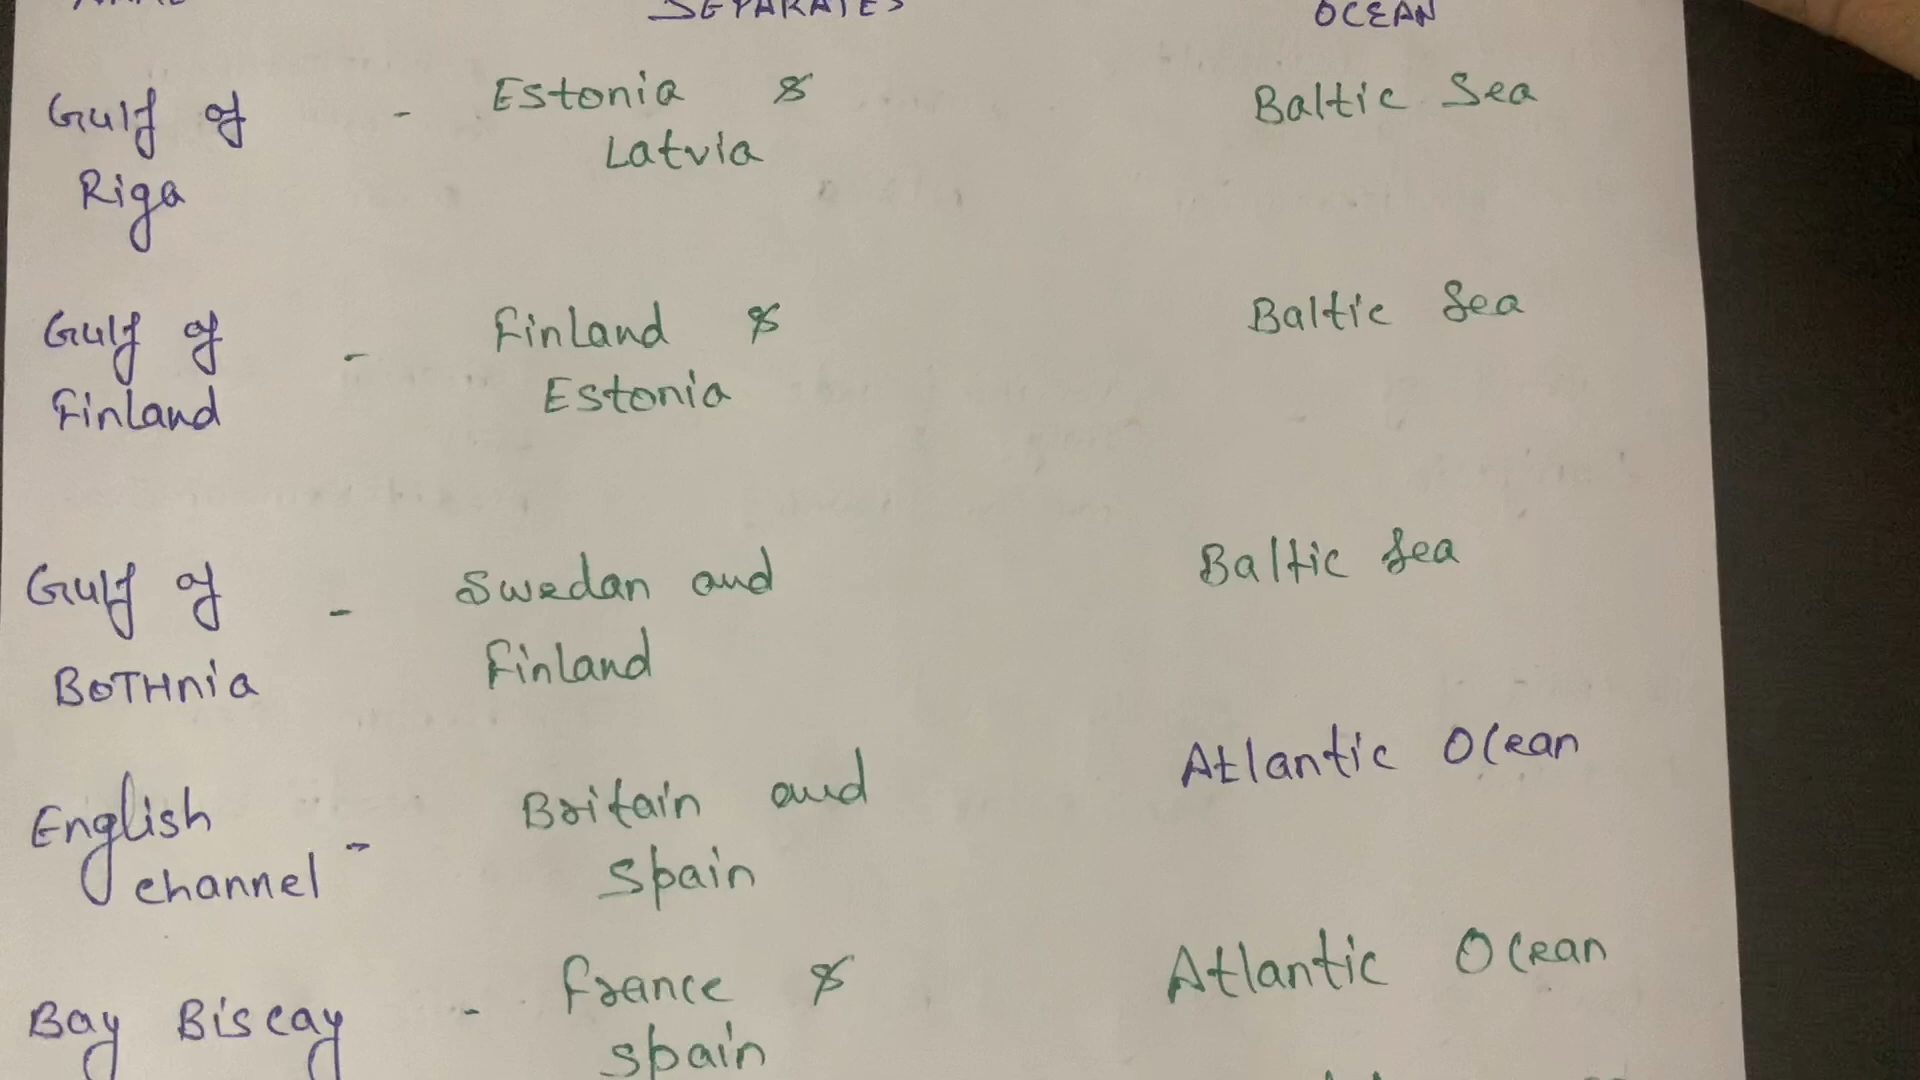 SEPARATES OCEAN
Gulf of - Estonia & Baltic Sea
Riga Latvia
Gulf of - Finland & Baltic Sea
Finland Estonia
Gulf of - Swedan and Baltic Sea
BOTHnia Finland
English - Britain and Atlantic Ocean
channel Spain
Bay Biscay - France & Atlantic Ocean
Spain